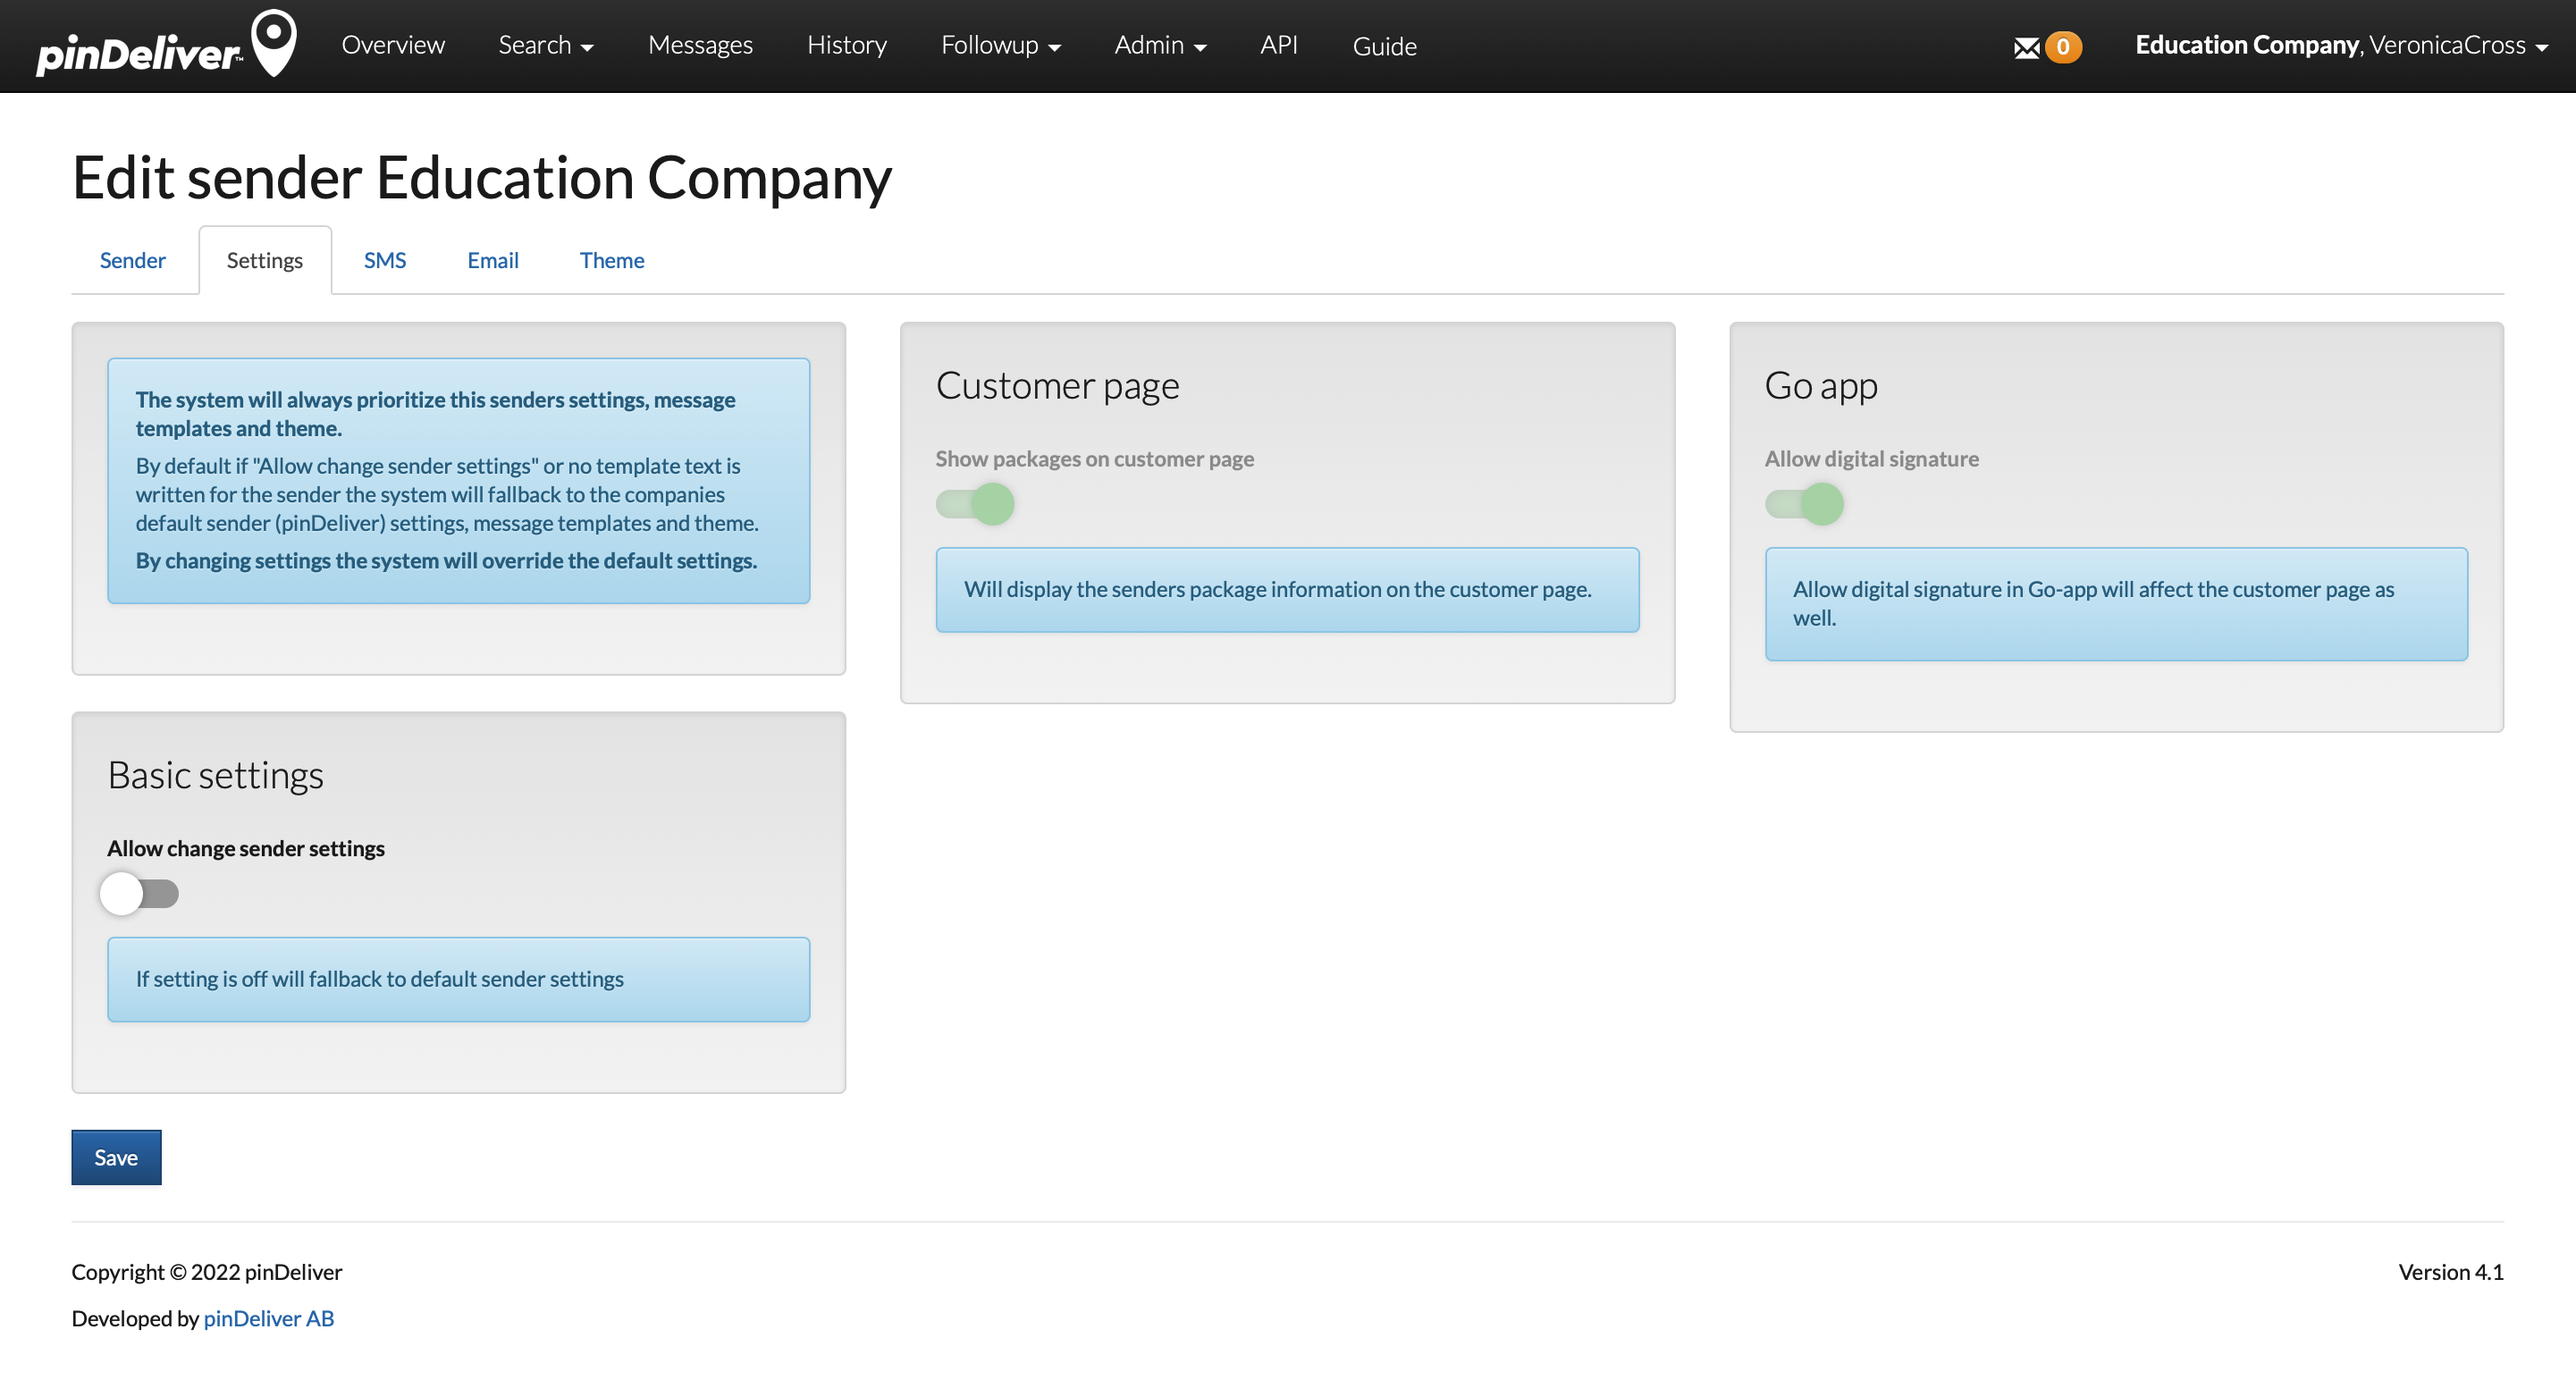 pinDeliver™ Overview Search Messages History Followup Admin API Guide 0 Education Company, VeronicaCross
Edit sender Education Company
Sender Settings SMS Email Theme
The system will always prioritize this senders settings, message
templates and theme.
By default if "Allow change sender settings" or no template text is
written for the sender the system will fallback to the companies
default sender (pinDeliver) settings, message templates and theme.
By changing settings the system will override the default settings.
Customer page
Show packages on customer page
Will display the senders package information on the customer page.
Go app
Allow digital signature
Allow digital signature in Go-app will affect the customer page as
well.
Basic settings
Allow change sender settings
If setting is off will fallback to default sender settings
Save
Copyright © 2022 pinDeliver
Version 4.1
Developed by pinDeliver AB